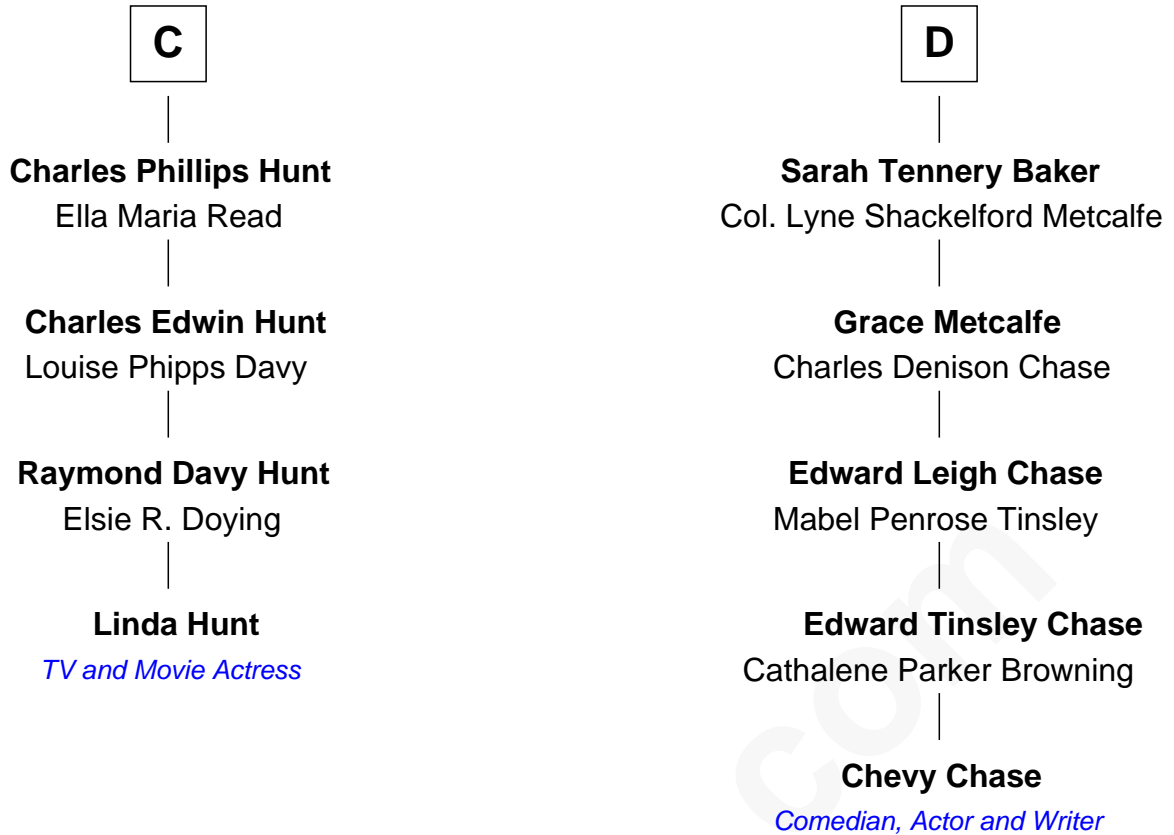 C
Charles Phillips Hunt
Ella Maria Read
Charles Edwin Hunt
Louise Phipps Davy
Raymond Davy Hunt
Elsie R. Doying
Linda Hunt
TV and Movie Actress
D
Sarah Tennery Baker
Col. Lyne Shackelford Metcalfe
Grace Metcalfe
Charles Denison Chase
Edward Leigh Chase
Mabel Penrose Tinsley
Edward Tinsley Chase
Cathalene Parker Browning
Chevy Chase
Comedian, Actor and Writer
com